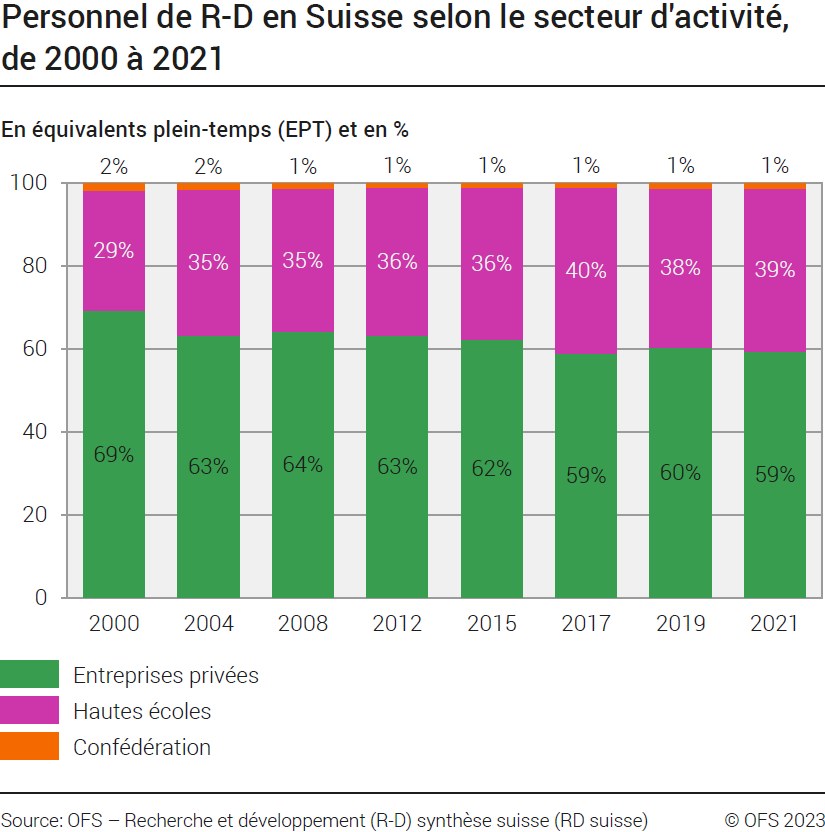 Personnel de R-D en Suisse selon le secteur d'activité,
de 2000 à 2021
En équivalents plein-temps (EPT) et en %
2% 2% 1% 1% 1% 1% 1% 1%
100
80
60
40
20
0
29% 35% 35% 36% 36% 40% 38% 39%
69% 63% 64% 63% 62% 59% 60% 59%
2000 2004 2008 2012 2015 2017 2019 2021
Entreprises privées
Hautes écoles
Confédération
Source: OFS – Recherche et développement (R-D) synthèse suisse (RD suisse) © OFS 2023